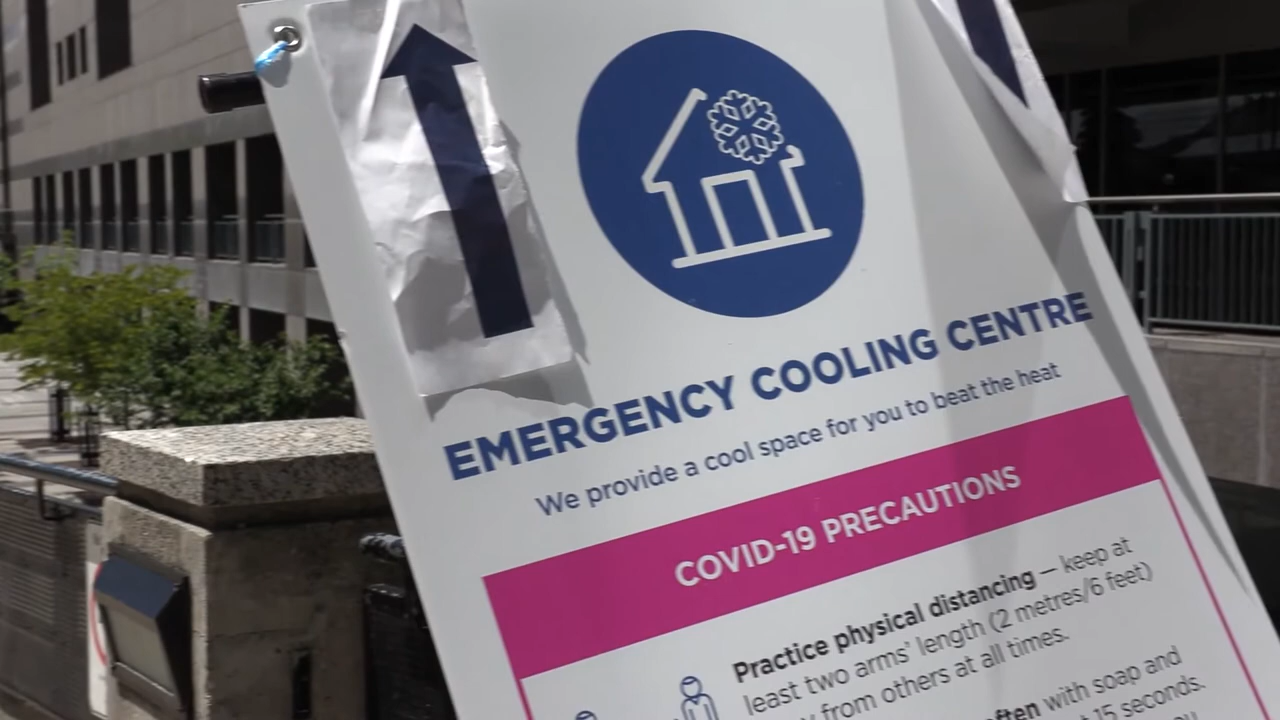 EMERGENCY COOLING CENTRE
We provide a cool space for you to beat the heat
COVID-19 PRECAUTIONS
Practice physical distancing — keep at
least two arms' length (2 metres/6 feet)
from others at all times.
often with soap and
15 seconds.